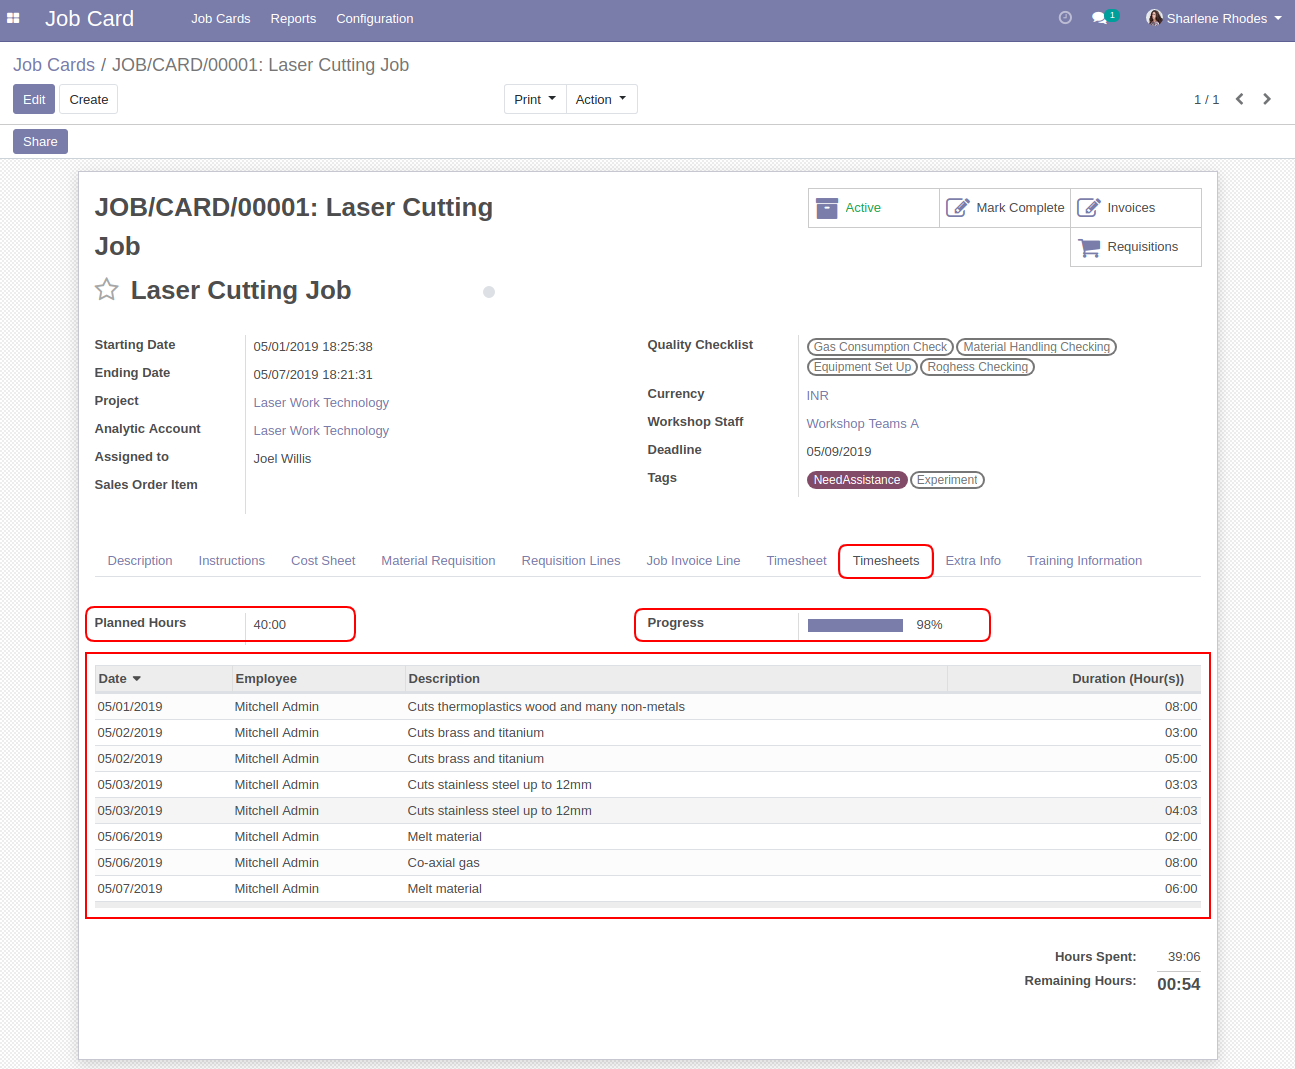 Job Card Job Cards Reports Configuration 1 Sharlene Rhodes
Job Cards / JOB/CARD/00001: Laser Cutting Job
Edit Create Print Action 1 / 1
Share
JOB/CARD/00001: Laser Cutting
Job
Laser Cutting Job
Active Mark Complete Invoices
Requisitions
Starting Date 05/01/2019 18:25:38
Ending Date 05/07/2019 18:21:31
Project Laser Work Technology
Analytic Account Laser Work Technology
Assigned to Joel Willis
Sales Order Item
Quality Checklist Gas Consumption Check Material Handling Checking
Equipment Set Up Roghess Checking
Currency INR
Workshop Staff Workshop Teams A
Deadline 05/09/2019
Tags NeedAssistance Experiment
Description Instructions Cost Sheet Material Requisition Requisition Lines Job Invoice Line Timesheet Timesheets Extra Info Training Information
Planned Hours 40:00 Progress 98%
Date Employee Description Duration (Hour(s))
05/01/2019 Mitchell Admin Cuts thermoplastics wood and many non-metals 08:00
05/02/2019 Mitchell Admin Cuts brass and titanium 03:00
05/02/2019 Mitchell Admin Cuts brass and titanium 05:00
05/03/2019 Mitchell Admin Cuts stainless steel up to 12mm 03:03
05/03/2019 Mitchell Admin Cuts stainless steel up to 12mm 04:03
05/06/2019 Mitchell Admin Melt material 02:00
05/06/2019 Mitchell Admin Co-axial gas 08:00
05/07/2019 Mitchell Admin Melt material 06:00
Hours Spent: 39:06
Remaining Hours: 00:54